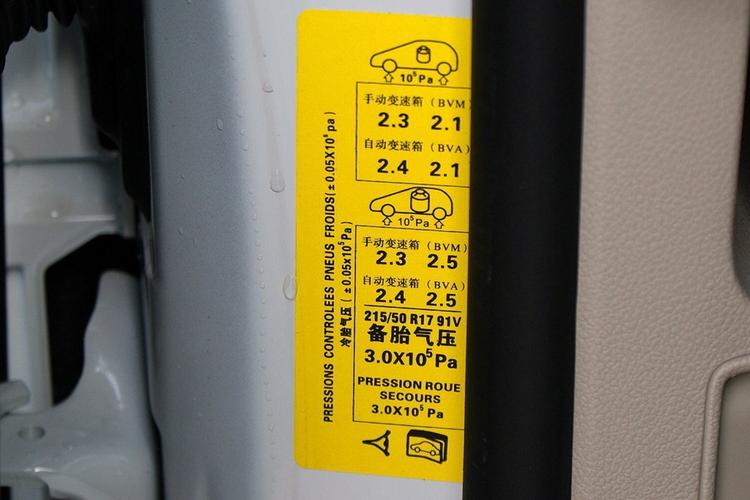 10⁵Pa
手动变速箱（BVM）
2.3 2.1
自动变速箱（BVA）
2.4 2.1
10⁵Pa
手动变速箱（BVM）
2.3 2.5
自动变速箱（BVA）
2.4 2.5
215/50 R17 91V
备胎气压
3.0X10⁵Pa
PRESSION ROUE
SECOURS
3.0X10⁵Pa
PRESSIONS CONTROLEES PNEUS FROIDS(±0.05X10⁵pa)
冷胎气压（±0.05x10⁵Pa）